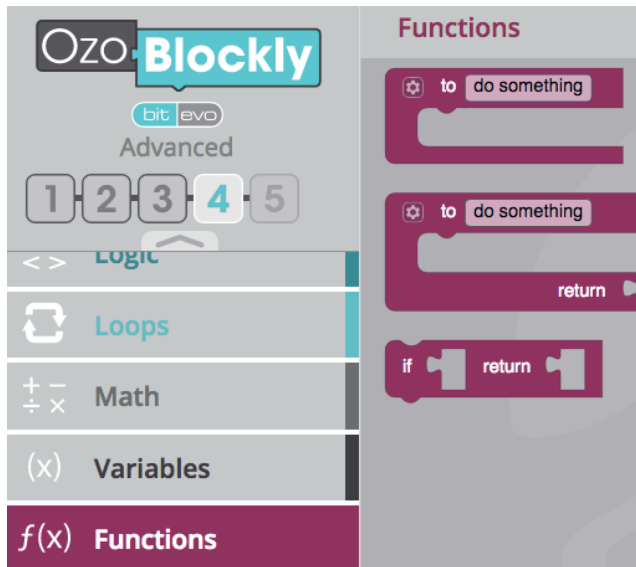 Ozo Blockly
bit evo
Advanced
1 2 3 4 5
< > Logic
Loops
+ − ÷ × Math
(x) Variables
f(x) Functions
Functions
to do something
to do something
return
if return